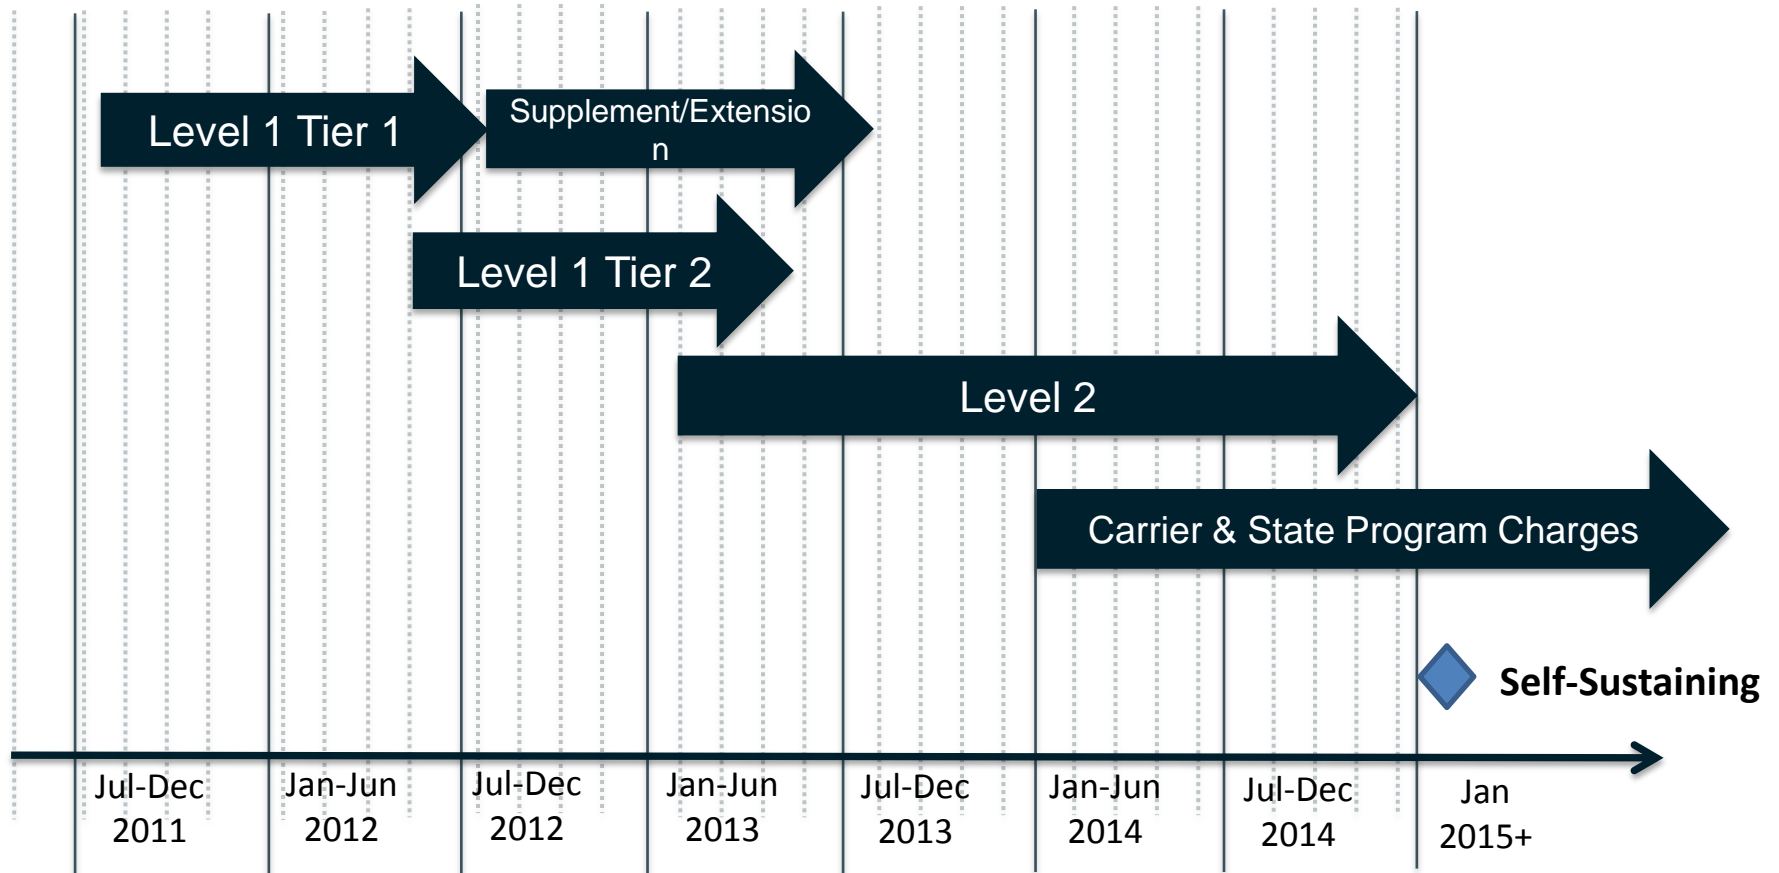 Level 1 Tier 1
Supplement/Extensio
n
Level 1 Tier 2
Level 2
Carrier & State Program Charges
Self-Sustaining
Jul-Dec
2011
Jan-Jun
2012
Jul-Dec
2012
Jan-Jun
2013
Jul-Dec
2013
Jan-Jun
2014
Jul-Dec
2014
Jan
2015+